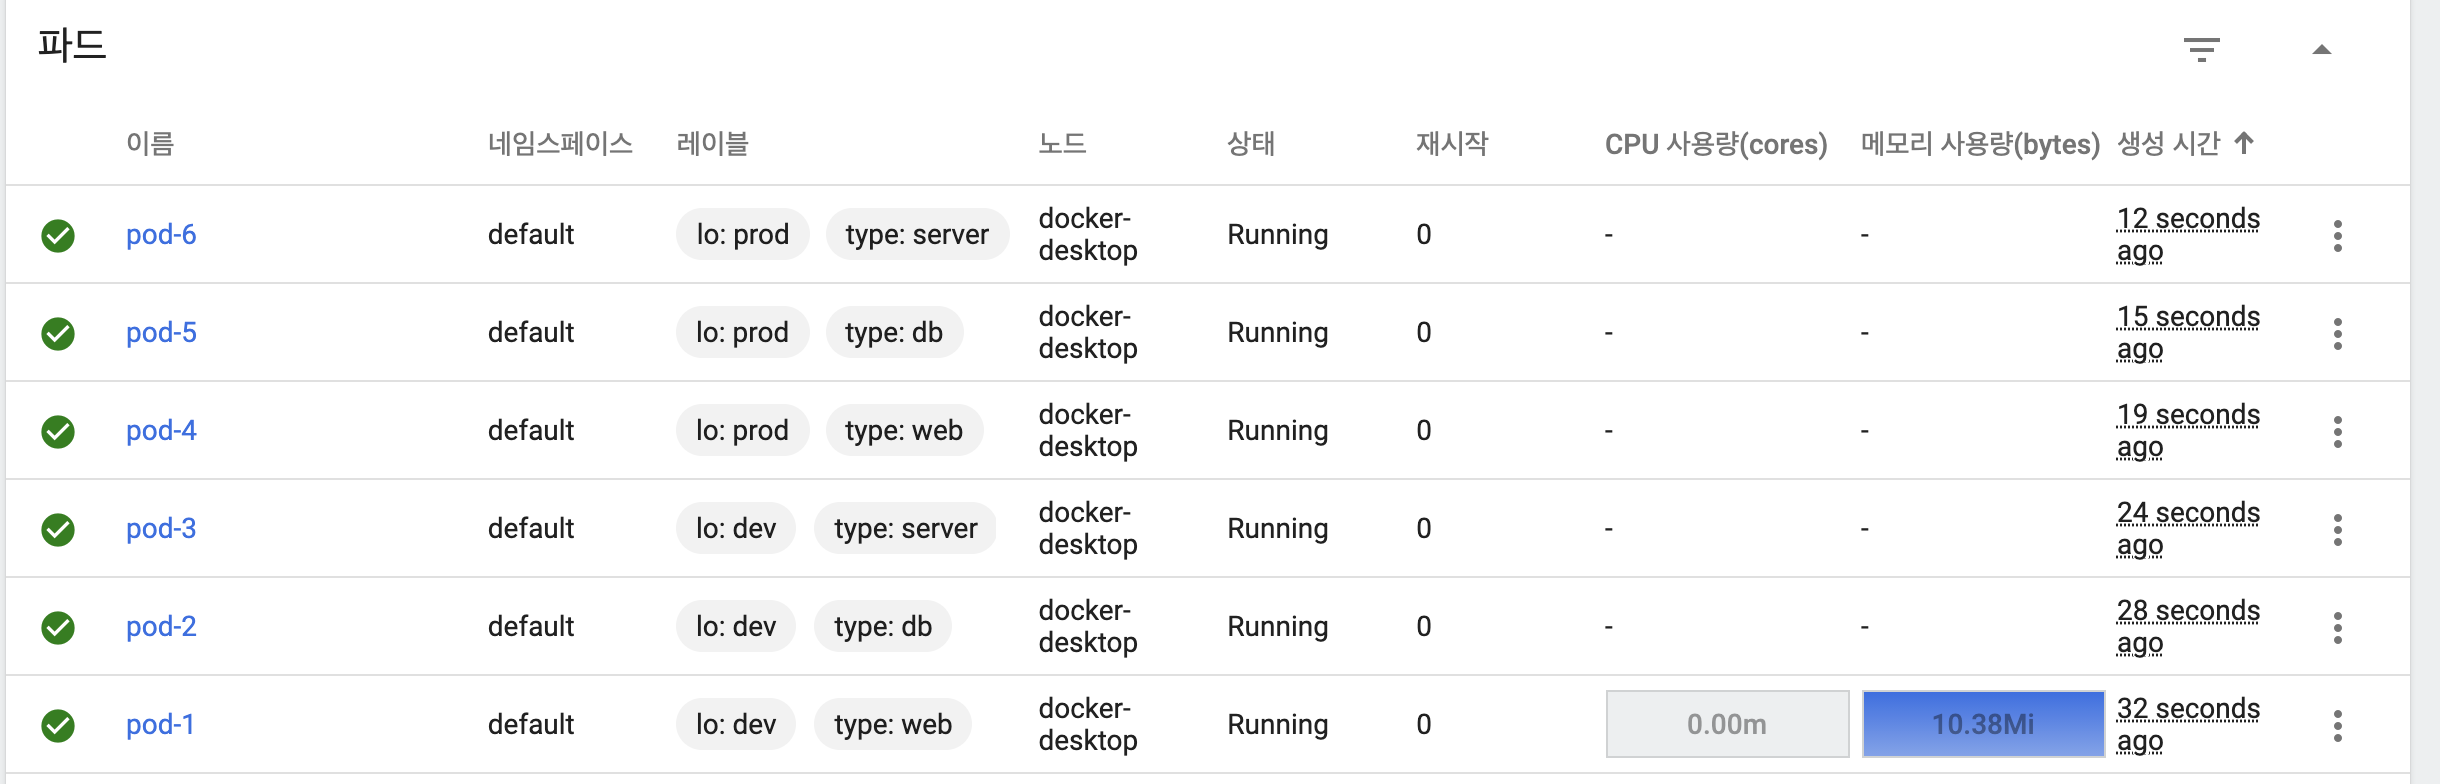 파드
이름 네임스페이스 레이블 노드 상태 재시작 CPU 사용량(cores) 메모리 사용량(bytes) 생성 시간
pod-6 default lo: prod type: server docker-desktop Running 0 - - 12 seconds ago
pod-5 default lo: prod type: db docker-desktop Running 0 - - 15 seconds ago
pod-4 default lo: prod type: web docker-desktop Running 0 - - 19 seconds ago
pod-3 default lo: dev type: server docker-desktop Running 0 - - 24 seconds ago
pod-2 default lo: dev type: db docker-desktop Running 0 - - 28 seconds ago
pod-1 default lo: dev type: web docker-desktop Running 0 0.00m 10.38Mi 32 seconds ago